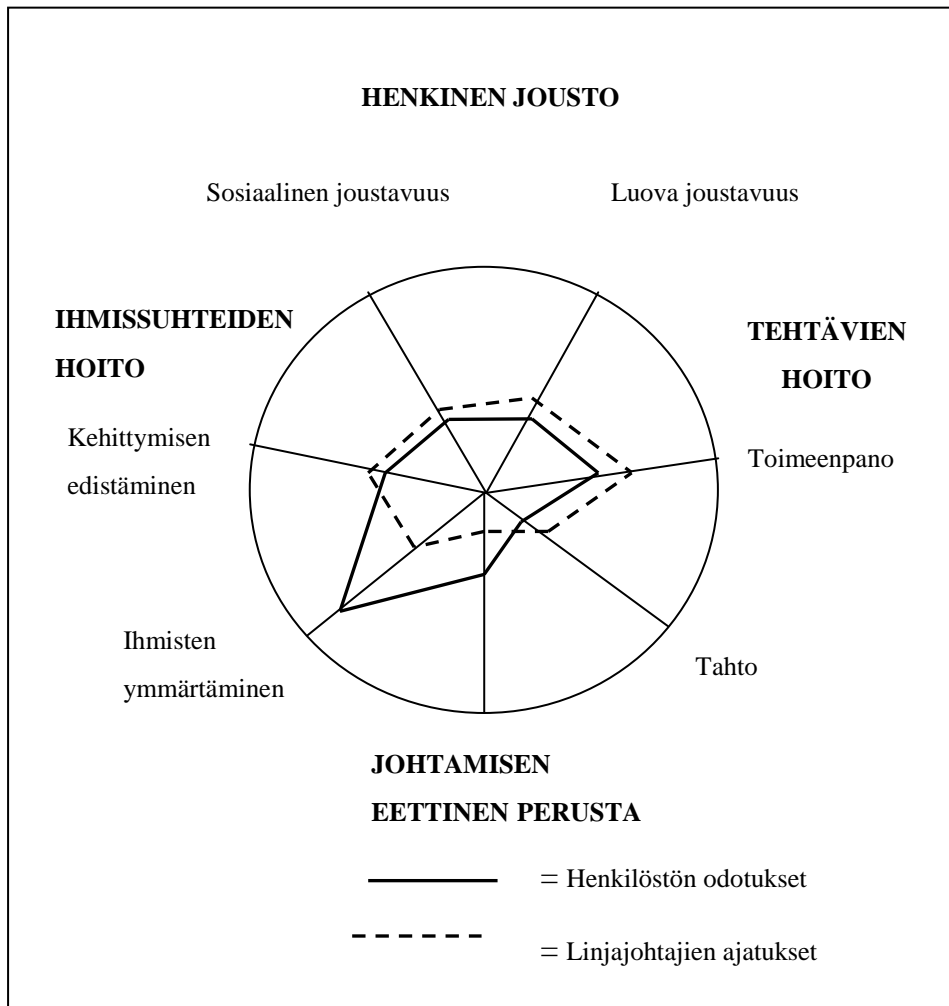 HENKINEN JOUSTO
Sosiaalinen joustavuus
Luova joustavuus
IHMISSUHTEIDEN
HOITO
TEHTÄVIEN
HOITO
Kehittymisen
edistäminen
Toimeenpano
Ihmisten
ymmärtäminen
Tahto
JOHTAMISEN
EETTINEN PERUSTA
= Henkilöstön odotukset
= Linjajohtajien ajatukset